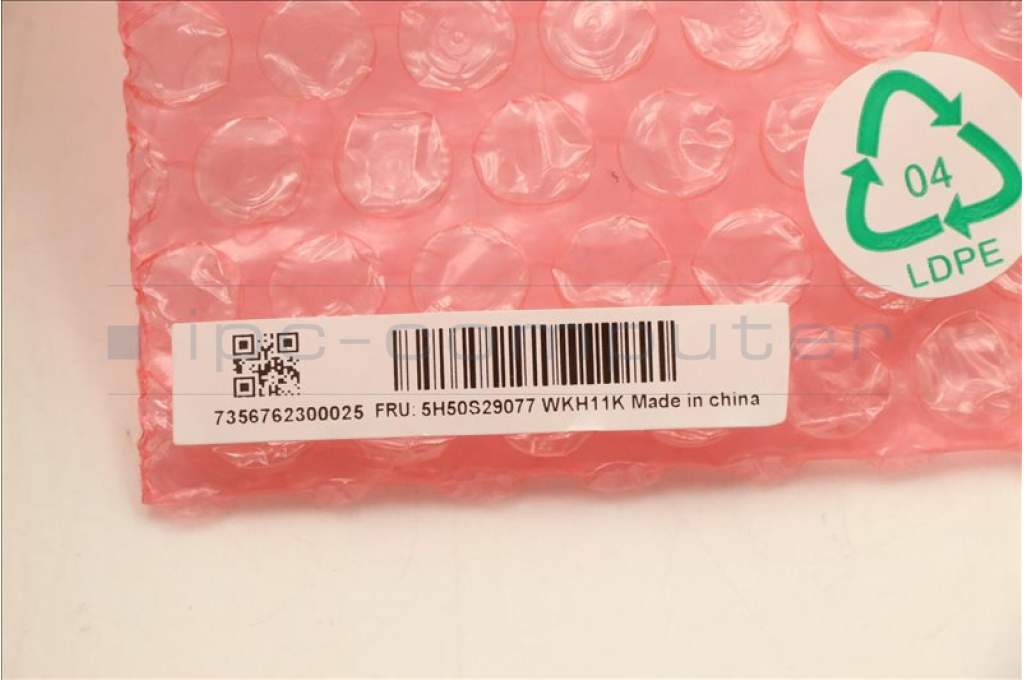 04
LDPE
ipc-computer
7356762300025 FRU: 5H50S29077 WKH11K Made in china